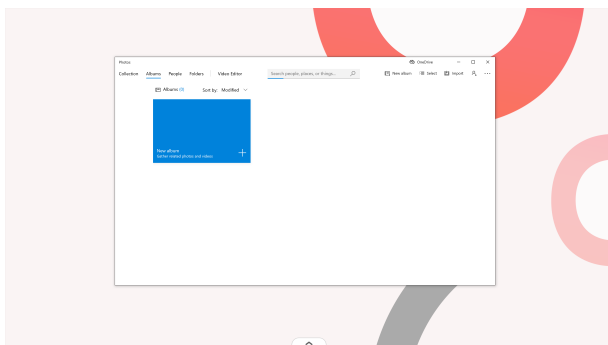 Photos
OneDrive
Collection Albums People Folders Video Editor Search people, places, or things... New album Select Import
Albums (0) Sort by: Modified
New album
Gather related photos and videos.